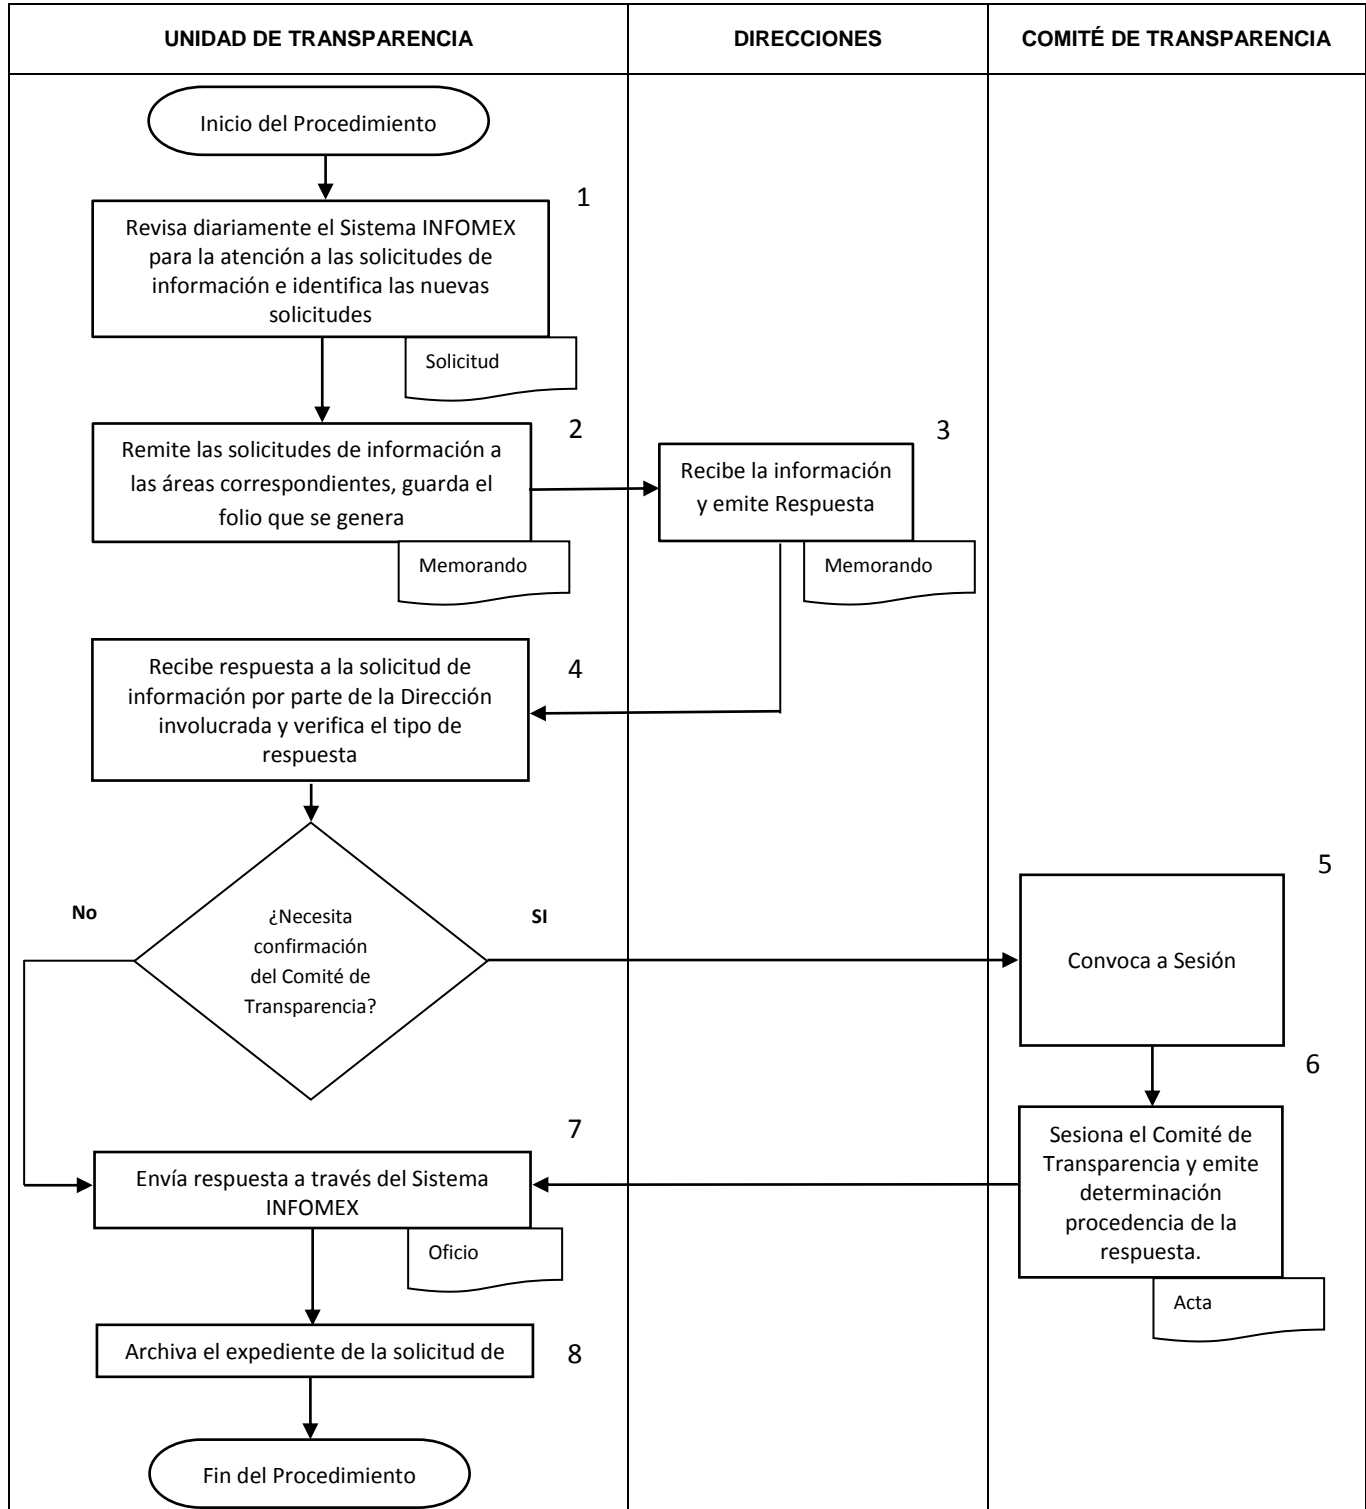 UNIDAD DE TRANSPARENCIA
DIRECCIONES
COMITÉ DE TRANSPARENCIA
Inicio del Procedimiento
1
Revisa diariamente el Sistema INFOMEX
para la atención a las solicitudes de
información e identifica las nuevas
solicitudes
Solicitud
2
Remite las solicitudes de información a
las áreas correspondientes, guarda el
folio que se genera
Memorando
3
Recibe la información
y emite Respuesta
Memorando
4
Recibe respuesta a la solicitud de
información por parte de la Dirección
involucrada y verifica el tipo de
respuesta
No
¿Necesita
confirmación
del Comité de
Transparencia?
SI
5
Convoca a Sesión
6
Sesiona el Comité de
Transparencia y emite
determinación
procedencia de la
respuesta.
Acta
7
Envía respuesta a través del Sistema
INFOMEX
Oficio
Archiva el expediente de la solicitud de
8
Fin del Procedimiento